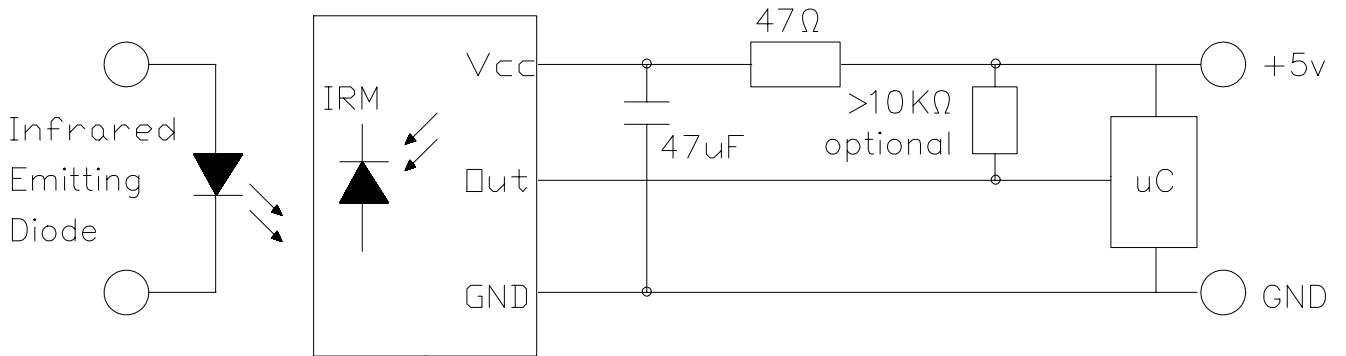 47Ω
Vcc
+5v
IRM
>10KΩ
optional
Infrared
Emitting
Diode
47uF
Out
uC
GND
GND